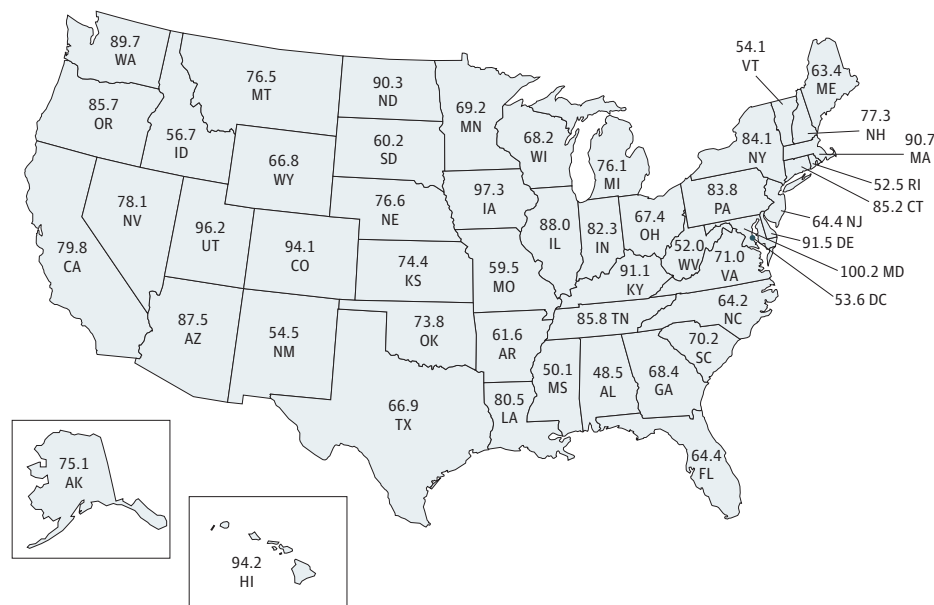 89.7
WA
85.7
OR
79.8
CA
78.1
NV
56.7
ID
76.5
MT
66.8
WY
96.2
UT
87.5
AZ
94.1
CO
54.5
NM
90.3
ND
60.2
SD
76.6
NE
74.4
KS
73.8
OK
66.9
TX
69.2
MN
97.3
IA
59.5
MO
61.6
AR
80.5
LA
68.2
WI
88.0
IL
76.1
MI
82.3
IN
67.4
OH
91.1
KY
85.8 TN
50.1
MS
48.5
AL
68.4
GA
64.4
FL
70.2
SC
64.2
NC
71.0
VA
52.0
WV
83.8
PA
84.1
NY
54.1
VT
63.4
ME
77.3
NH
90.7
MA
52.5 RI
85.2 CT
64.4 NJ
91.5 DE
100.2 MD
53.6 DC
75.1
AK
94.2
HI